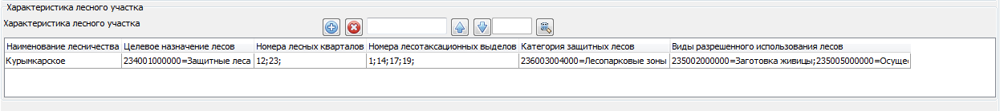 Характеристика лесного участка
Характеристика лесного участка
Наименование лесничества Целевое назначение лесов Номера лесных кварталов Номера лесотаксационных выделов Категория защитных лесов Виды разрешенного использования лесов
Курымкарское 234001000000=Защитные леса 12;23; 1;14;17;19; 236003004000=Лесопарковые зоны 235002000000=Заготовка живицы;235005000000=Осущес